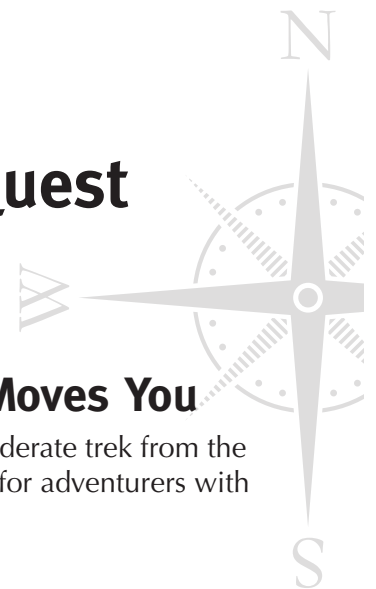 N
uest
W
Moves You
derate trek from the
for adventurers with
S